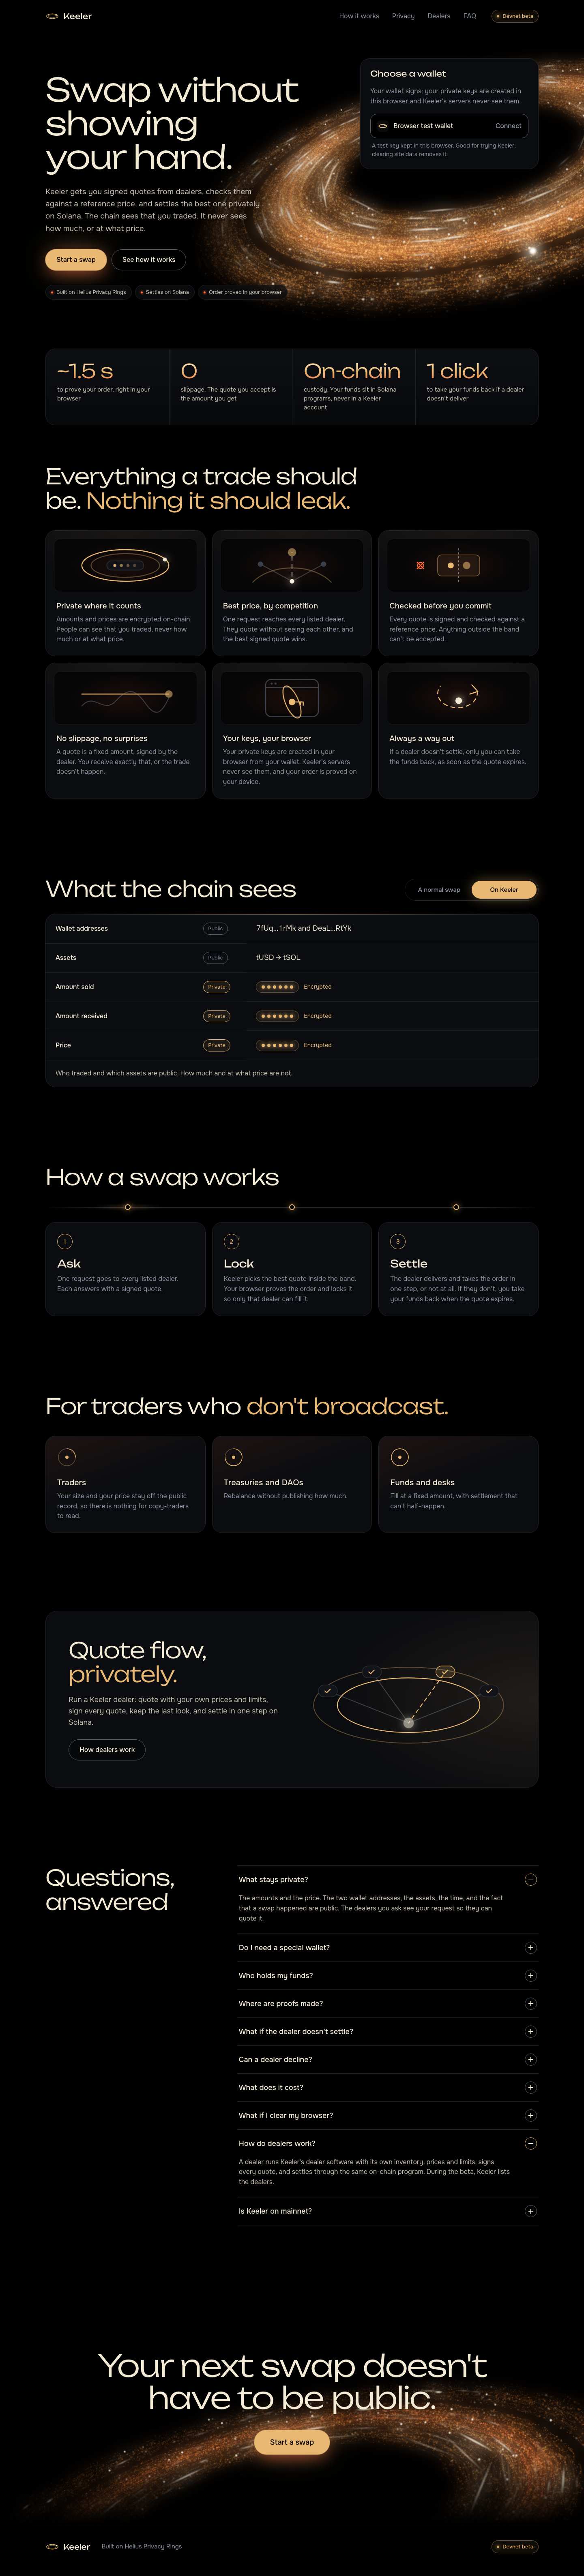 Keeler
How it works
Privacy
Dealers
FAQ
Devnet beta
Swap without
showing
your hand.
Keeler gets you signed quotes from dealers, checks them
against a reference price, and settles the best one privately
on Solana. The chain sees that you traded. It never sees
how much, or at what price.
Start a swap
See how it works
Built on Helius Privacy Rings
Settles on Solana
Order proved in your browser
Choose a wallet
Your wallet signs; your private keys are created in
this browser and Keeler's servers never see them.
Browser test wallet
Connect
A test key kept in this browser. Good for trying Keeler;
clearing site data removes it.
~1.5 s
to prove your order, right in your
browser
0
slippage. The quote you accept is
the amount you get
On-chain
custody. Your funds sit in Solana
programs, never in a Keeler
account
1 click
to take your funds back if a dealer
doesn't deliver
Everything a trade should
be. Nothing it should leak.
Private where it counts
Amounts and prices are encrypted on-chain.
People can see that you traded, never how
much or at what price.
Best price, by competition
One request reaches every listed dealer.
They quote without seeing each other, and
the best signed quote wins.
Checked before you commit
Every quote is signed and checked against a
reference price. Anything outside the band
can't be accepted.
No slippage, no surprises
A quote is a fixed amount, signed by the
dealer. You receive exactly that, or the trade
doesn't happen.
Your keys, your browser
Your private keys are created in your
browser from your wallet. Keeler's servers
never see them, and your order is proved on
your device.
Always a way out
If a dealer doesn't settle, only you can take
the funds back, as soon as the quote expires.
What the chain sees
A normal swap
On Keeler
Wallet addresses
Public
7fUq...1rMk and DeaL...RtYk
Assets
Public
tUSD → tSOL
Amount sold
Private
Encrypted
Amount received
Private
Encrypted
Price
Private
Encrypted
Who traded and which assets are public. How much and at what price are not.
How a swap works
1
Ask
One request goes to every listed dealer.
Each answers with a signed quote.
2
Lock
Keeler picks the best quote inside the band.
Your browser proves the order and locks it
so only that dealer can fill it.
3
Settle
The dealer delivers and takes the order in
one step, or not at all. If they don't, you take
your funds back when the quote expires.
For traders who don't broadcast.
Traders
Your size and your price stay off the public
record, so there is nothing for copy-traders
to read.
Treasuries and DAOs
Rebalance without publishing how much.
Funds and desks
Fill at a fixed amount, with settlement that
can't half-happen.
Quote flow,
privately.
Run a Keeler dealer: quote with your own prices and limits,
sign every quote, keep the last look, and settle in one step on
Solana.
How dealers work
Questions,
answered
What stays private?
The amounts and the price. The two wallet addresses, the assets, the time, and the fact
that a swap happened are public. The dealers you ask see your request so they can
quote it.
Do I need a special wallet?
Who holds my funds?
Where are proofs made?
What if the dealer doesn't settle?
Can a dealer decline?
What does it cost?
What if I clear my browser?
How do dealers work?
A dealer runs Keeler's dealer software with its own inventory, prices and limits, signs
every quote, and settles through the same on-chain program. During the beta, Keeler lists
the dealers.
Is Keeler on mainnet?
Your next swap doesn't
have to be public.
Start a swap
Keeler
Built on Helius Privacy Rings
Devnet beta